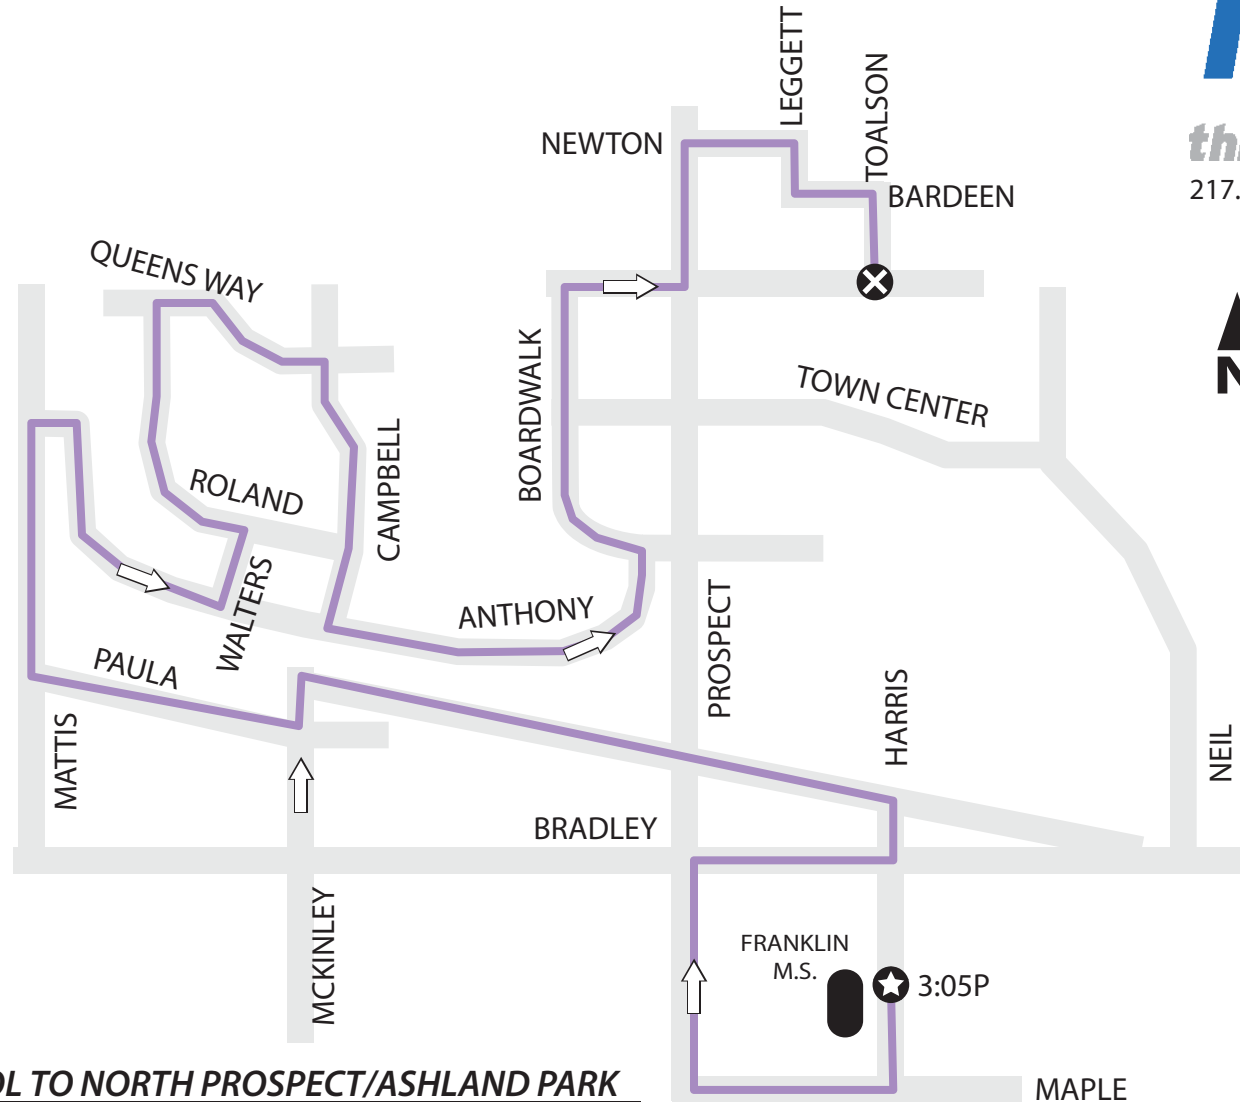 LEGGETT
TOALSON
NEWTON
BARDEEN
217.
QUEENS WAY
BOARDWALK
TOWN CENTER
CAMPBELL
ROLAND
WALTERS
ANTHONY
PROSPECT
PAULA
MATTIS
HARRIS
NEIL
BRADLEY
MCKINLEY
FRANKLIN
M.S.
3:05P
TO NORTH PROSPECT/ASHLAND PARK
MAPLE